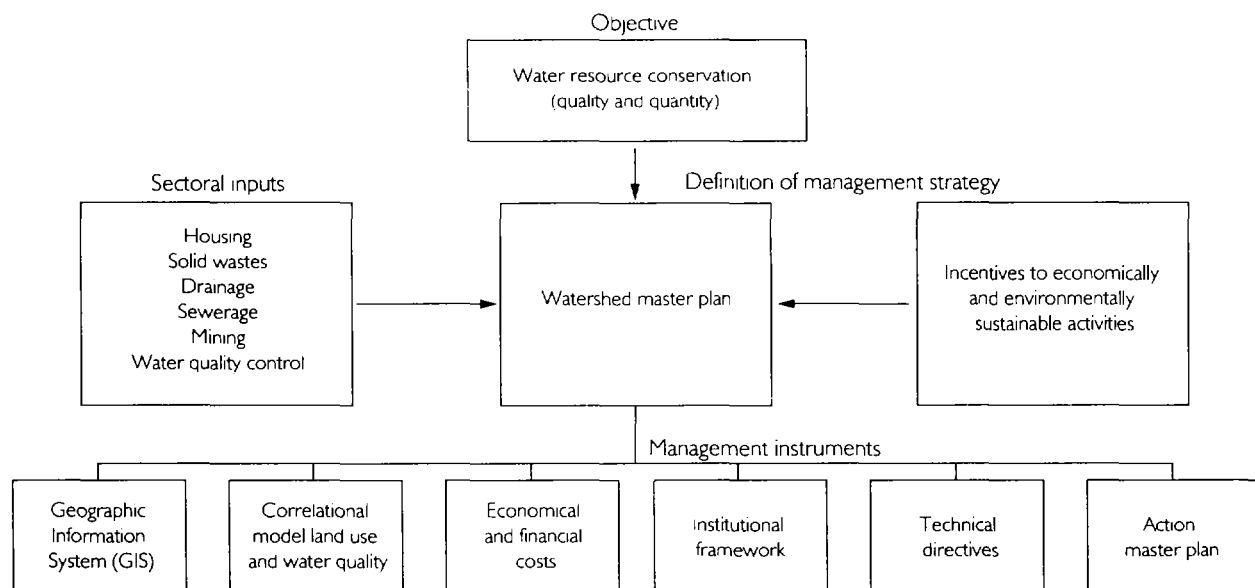 Objective
Water resource conservation
(quality and quantity)
Sectoral inputs
Definition of management strategy
Housing
Solid wastes
Drainage
Sewerage
Mining
Water quality control
Watershed master plan
Incentives to economically
and environmentally
sustainable activities
Management instruments
Geographic
Information
System (GIS)
Correlational
model land use
and water quality
Economical
and financial
costs
Institutional
framework
Technical
directives
Action
master plan